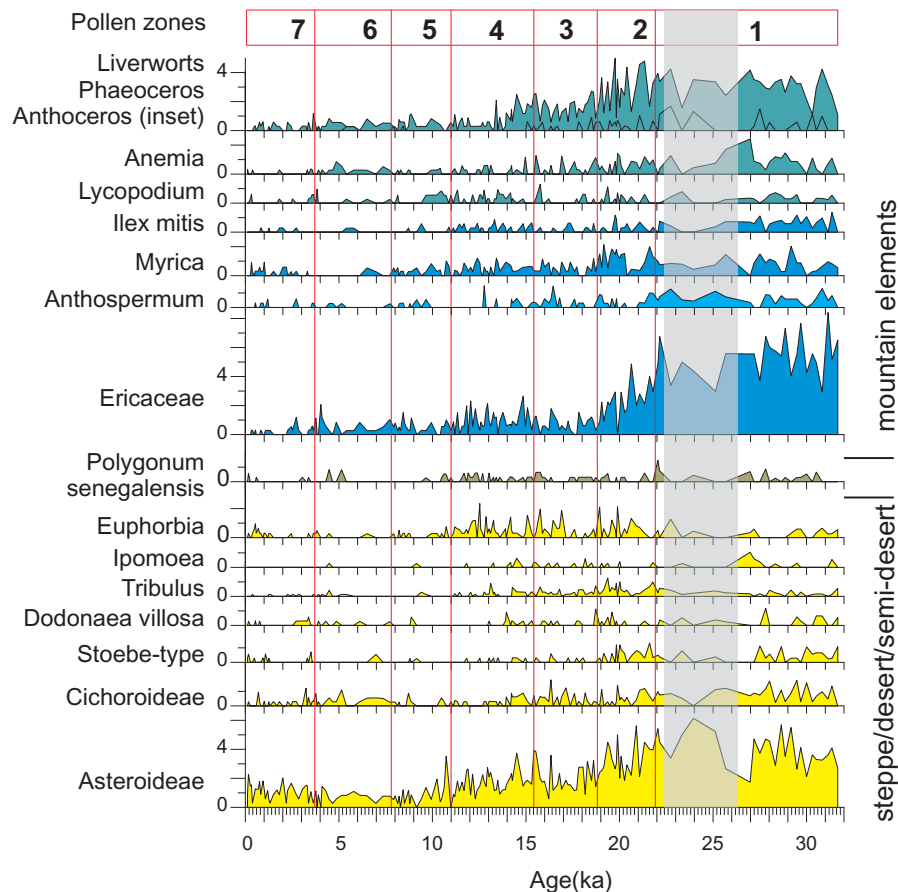 Pollen zones
7 6 5 4 3 2 1
Liverworts
Phaeoceros
Anthoceros (inset)
4
0
Anemia
0
Lycopodium
0
Ilex mitis
0
Myrica
0
Anthospermum
0
Ericaceae
4
0
Polygonum
senegalensis
0
Euphorbia
0
Ipomoea
0
Tribulus
0
Dodonaea villosa
0
Stoebe-type
0
Cichoroideae
0
Asteroideae
4
0
mountain elements
steppe/desert/semi-desert
0 5 10 15 20 25 30
Age(ka)